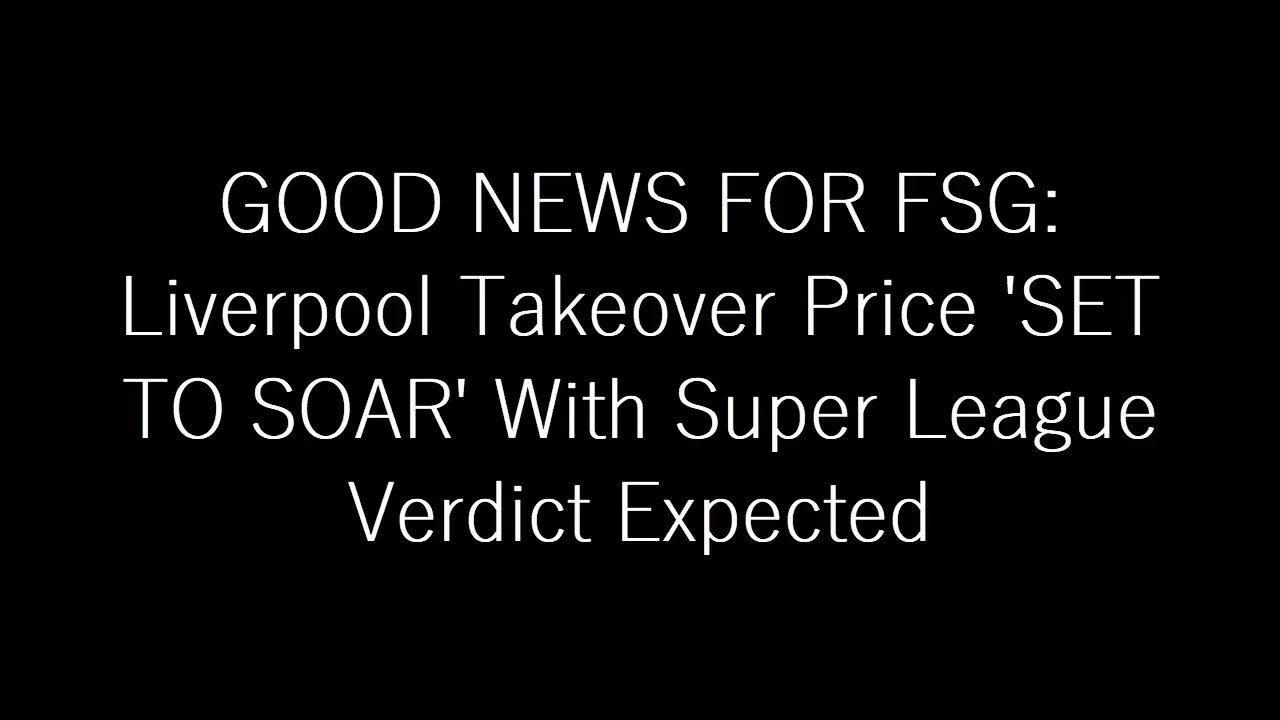 GOOD NEWS FOR FSG:
Liverpool Takeover Price 'SET
TO SOAR' With Super League
Verdict Expected